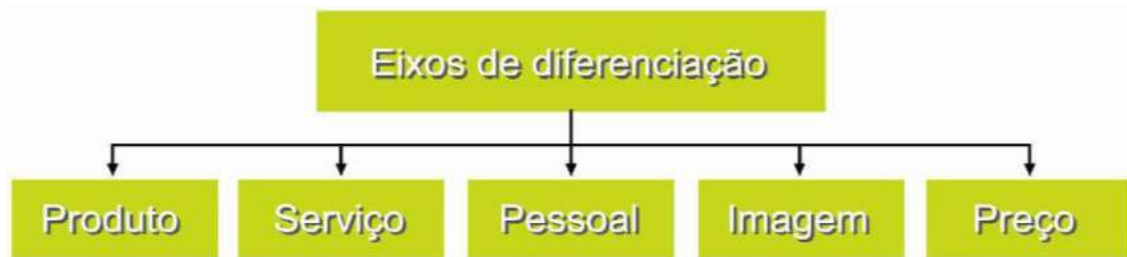 Eixos de diferenciação
Produto
Serviço
Pessoal
Imagem
Preço